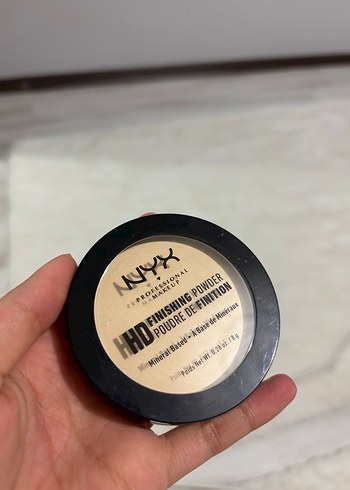 NYX
PROFESSIONAL
MAKEUP
HD FINISHING POWDER
POUDRE DE FINITION
Mineral Based • À Base de Minéraux
Poids Net WT. 0.28 oz. / 8 g